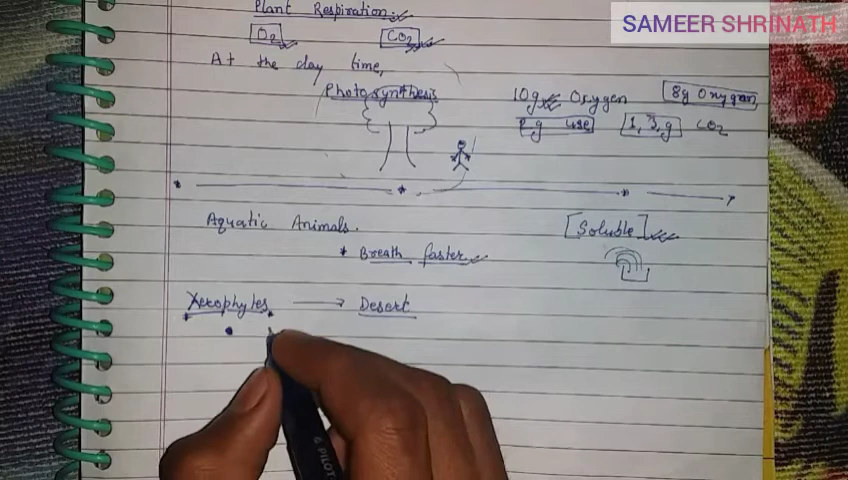 Plant Respiration.
SAMEER SHRINATH
O2 CO2
At the day time,
Photosynthesis 10g Oxygen 8g Oxygen,
2g use 1, 3, g CO2
Aquatic Animals. [Soluble]
* Breath faster
Xerophytes → Desert
G PILOT